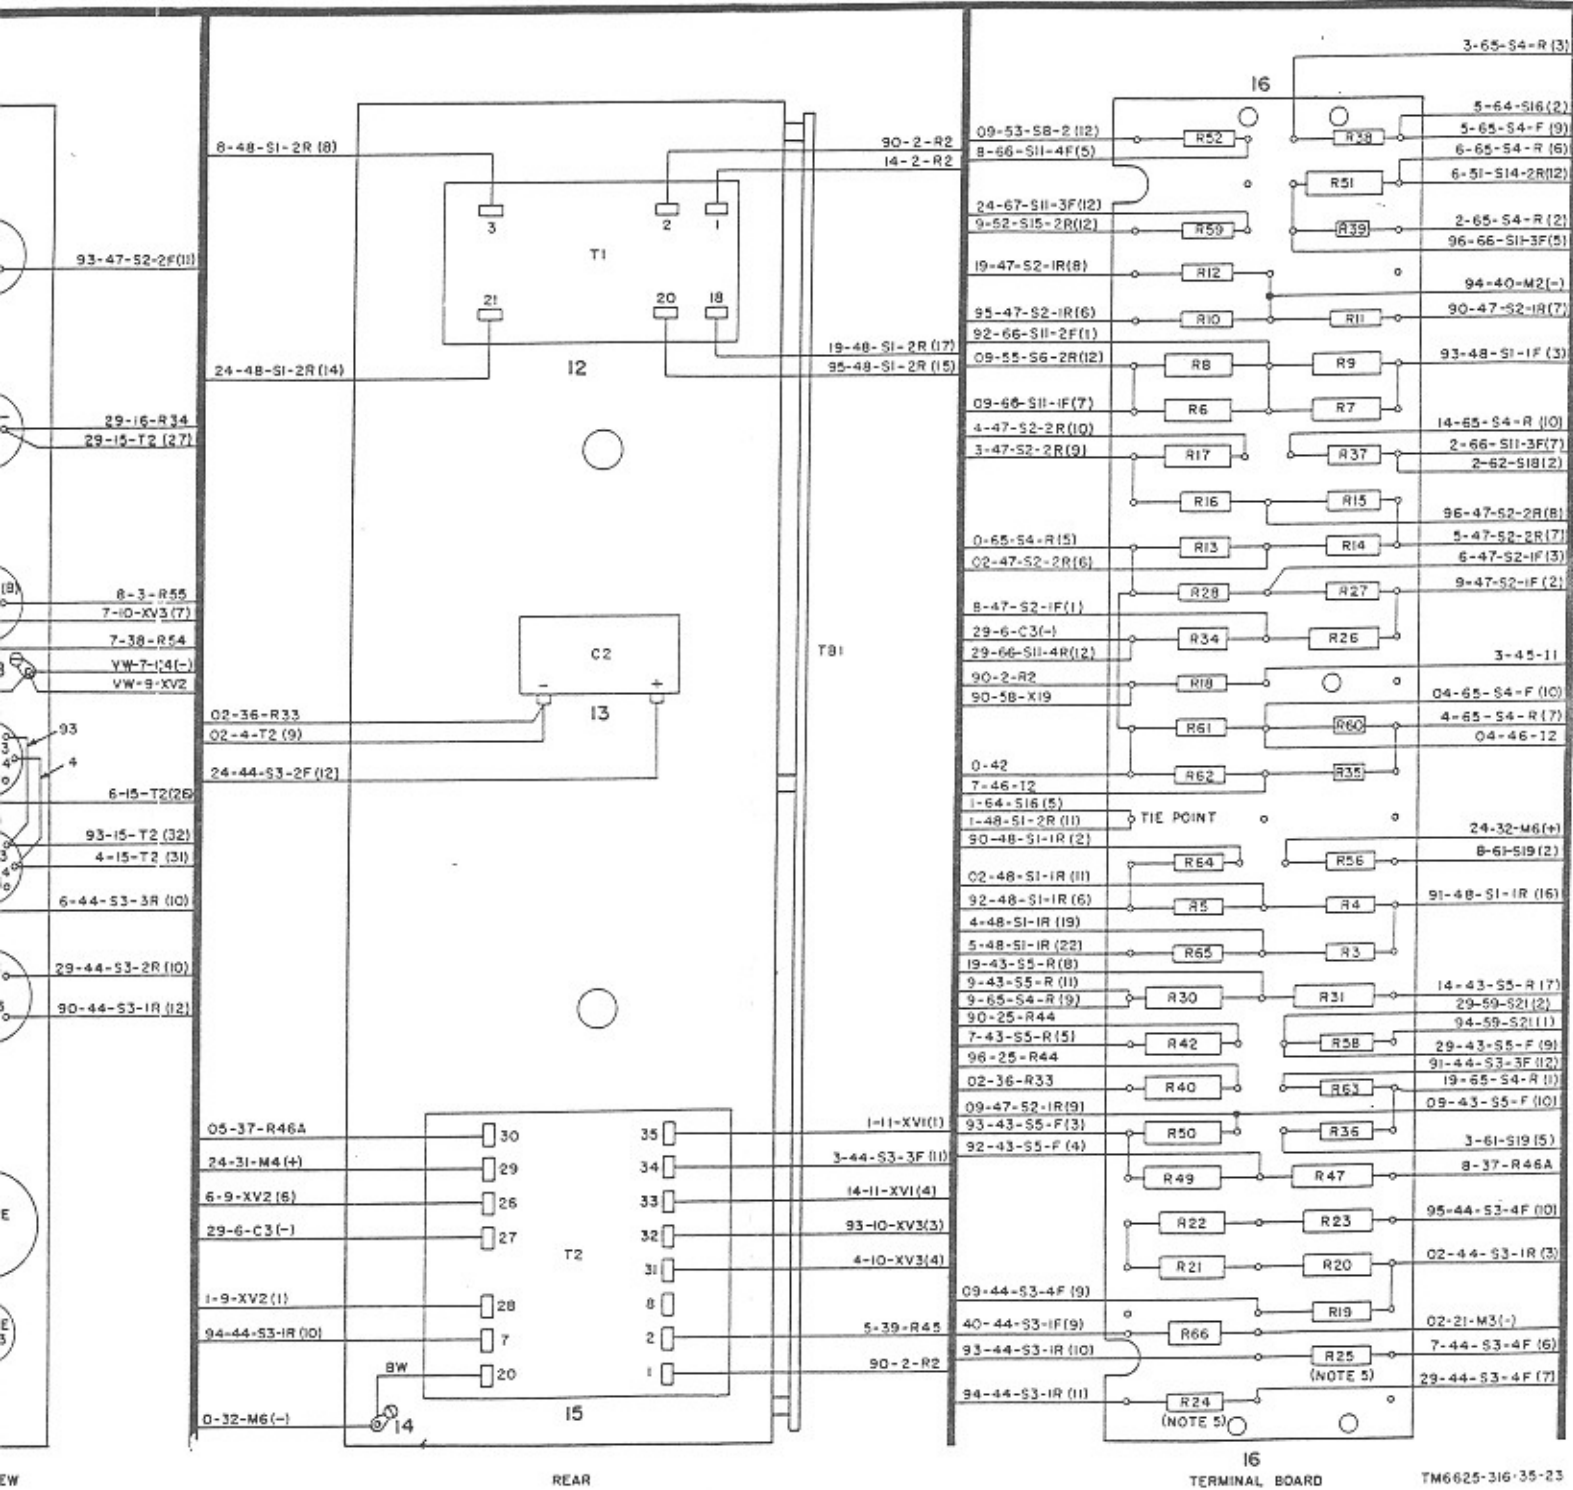 93-47-S2-2F(11)
29-16-R34
29-15-T2 (27)
(8)
8-3-R55
7-10-XV3(7)
7-38-R54
VW-9-XV2
93
4
93-15-T2 (32)
4-15-T2 (31)
6-44-S3-3R (10)
29-44-S3-2R (10)
90-44-S3-1R (12)
E
E
3
EW
8-48-S1-2R (8)
90-2-R2
14-2-R2
3
2
1
T1
21
20
18
19-48-S1-2R (17)
95-48-S1-2R (15)
12
24-48-S1-2R (14)
C2
-
+
13
02-36-R33
02-4-T2 (9)
24-44-S3-2F (12)
TB1
05-37-R46A
30
35
1-11-XV1(1)
24-31-M4(+)
29
34
3-44-S3-3F (11)
6-9-XV2(6)
26
33
14-11-XV1(4)
29-6-C3(-)
27
32
93-10-XV3(3)
T2
31
4-10-XV3(4)
1-9-XV2(1)
28
8
94-44-S3-1R (10)
7
2
5-39-R45
BW
20
1
90-2-R2
0-32-M6(-)
14
15
REAR
16
3-65-S4-R (3)
09-53-S8-2 (12)
R52
R38
5-64-S16(2)
5-65-S4-F (9)
8-66-S11-4F(5)
6-65-S4-R (6)
R51
6-51-S14-2R(12)
24-67-S11-3F(12)
9-52-S15-2R(12)
R59
R39
2-65-S4-R (2)
96-66-S11-3F(5)
19-47-S2-1R(8)
R12
94-40-M2(-)
95-47-S2-1R(6)
R10
R11
90-47-S2-1R(7)
92-66-S11-2F(1)
09-55-S6-2R(12)
R8
R9
93-48-S1-1F (3)
09-66-S11-1F(7)
R6
R7
4-47-S2-2R(10)
14-65-S4-R (10)
3-47-S2-2R(9)
R17
R37
2-66-S11-3F(7)
2-62-S18(2)
R16
R15
96-47-S2-2R(8)
0-65-S4-R(5)
R13
R14
5-47-S2-2R(7)
02-47-S2-2R(6)
6-47-S2-1F(3)
R28
R27
9-47-S2-1F(2)
8-47-S2-1F(1)
29-6-C3(-)
R34
R26
29-66-S11-4R(12)
3-45-I1
90-2-R2
R18
90-58-X19
04-65-S4-F (10)
R61
R60
4-65-S4-R(7)
04-46-I2
0-42
R62
R35
7-46-I2
1-64-S16(5)
1-48-S1-2R (11)
TIE POINT
24-32-M6(+)
90-48-S1-1R (2)
R64
R56
8-61-S19(2)
02-48-S1-1R (11)
92-48-S1-1R (6)
R5
R4
91-48-S1-1R (16)
4-48-S1-1R (19)
5-48-S1-1R (22)
R65
R3
19-43-S5-R(8)
9-43-S5-R (11)
R30
R31
14-43-S5-R(7)
9-65-S4-R (9)
29-59-S21(2)
90-25-R44
94-59-S21(1)
7-43-S5-R(5)
R42
R58
29-43-S5-F (9)
96-25-R44
91-44-S3-3F (12)
02-36-R33
R40
R63
19-65-S4-R (1)
09-47-S2-1R(9)
09-43-S5-F (10)
93-43-S5-F(3)
R50
R36
92-43-S5-F (4)
3-61-S19 (5)
R49
R47
8-37-R46A
R22
R23
95-44-S3-4F (10)
R21
R20
02-44-S3-1R (3)
09-44-S3-4F (9)
R19
40-44-S3-1F(9)
R66
02-21-M3(-)
93-44-S3-1R (10)
R25
7-44-S3-4F (6)
(NOTE 5)
29-44-S3-4F (7)
94-44-S3-1R (11)
R24
(NOTE 5)
16
TERMINAL BOARD
TM6625-316-35-23